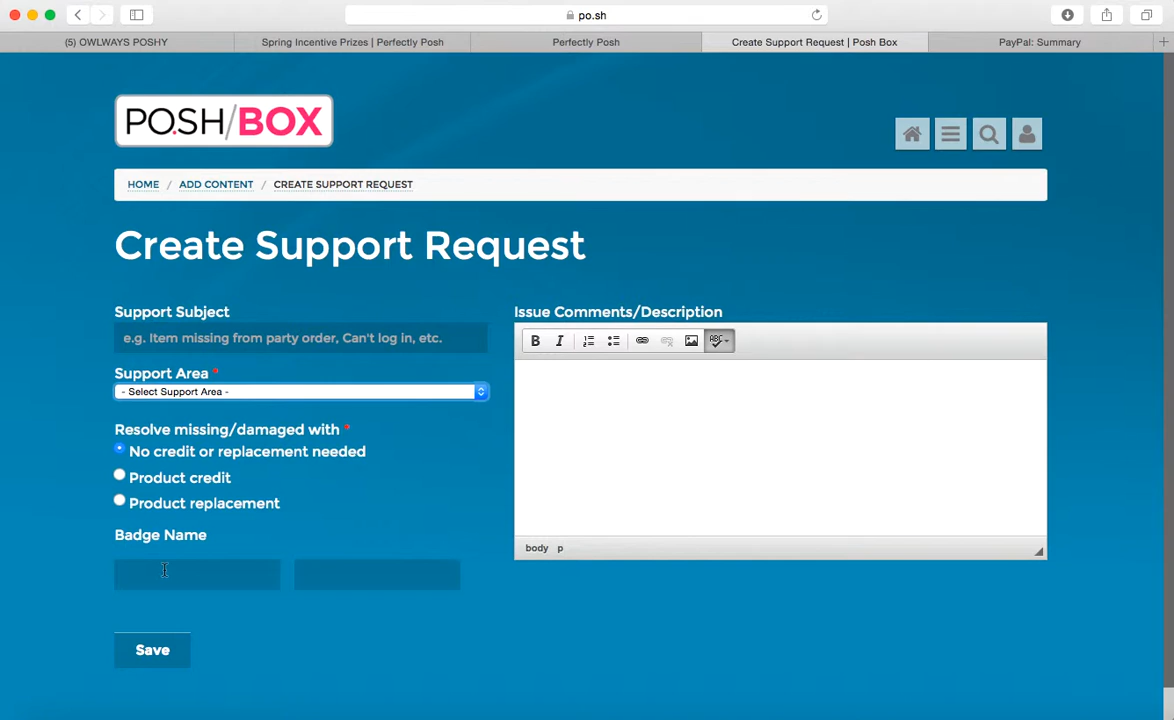 po.sh
(5) OWLWAYS POSHY
Spring Incentive Prizes | Perfectly Posh
Perfectly Posh
Create Support Request | Posh Box
PayPal: Summary
PO.SH/BOX
HOME / ADD CONTENT / CREATE SUPPORT REQUEST
Create Support Request
Support Subject
e.g. Item missing from party order, Can't log in, etc.
Support Area *
- Select Support Area -
Resolve missing/damaged with *
No credit or replacement needed
Product credit
Product replacement
Badge Name
Save
Issue Comments/Description
B I ABC
body p